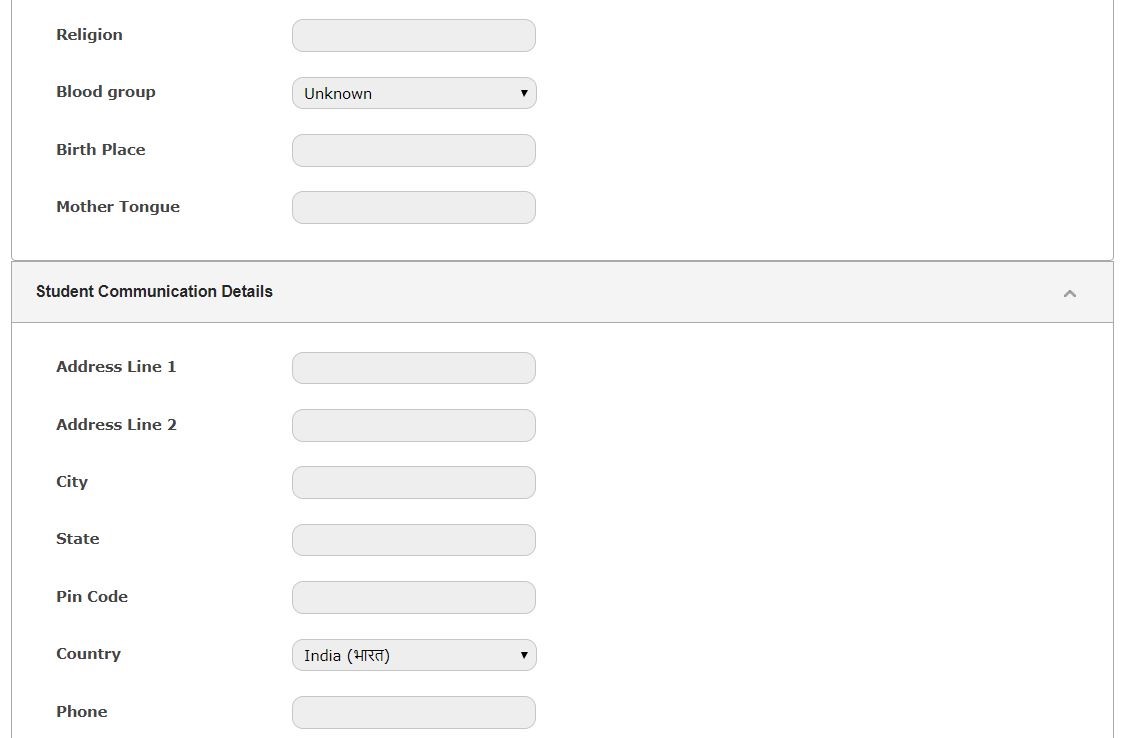 Religion
Blood group Unknown
Birth Place
Mother Tongue
Student Communication Details
Address Line 1
Address Line 2
City
State
Pin Code
Country India (भारत)
Phone